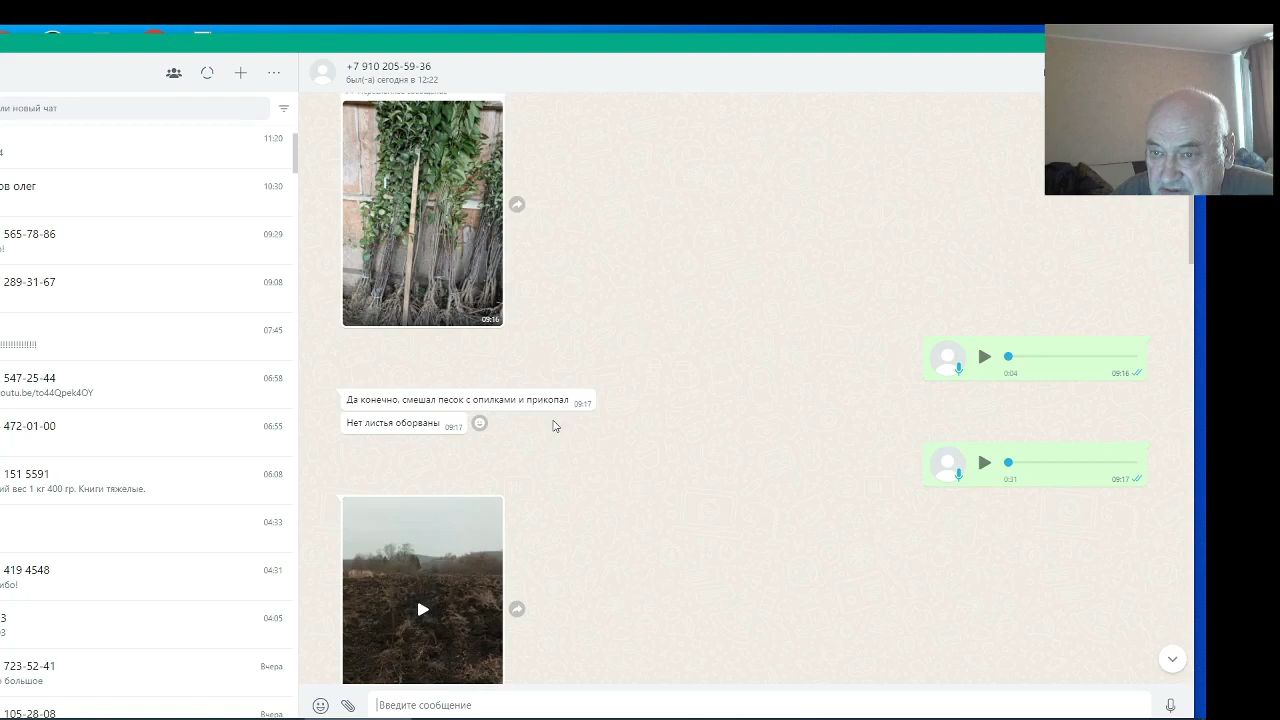 +7 910 205-59-36
был(-а) сегодня в 12:22
ли новый чат
11:20
4
ов олег
10:30
565-78-86
09:29
о!
289-31-67
09:08
07:45
!!!!!!!!!!!!!!
547-25-44
06:58
youtu.be/to44Qpek4OY
472-01-00
06:55
151 5591
06:08
ий вес 1 кг 400 гр. Книги тяжелые.
04:33
419 4548
04:31
ибо!
3
04:05
03
723-52-41
Вчера
о большое
105-28-08
Вчера
09:16
0:04
09:16
Да конечно, смешал песок с опилками и прикопал
09:17
Нет листья оборваны
09:17
0:31
09:17
Введите сообщение